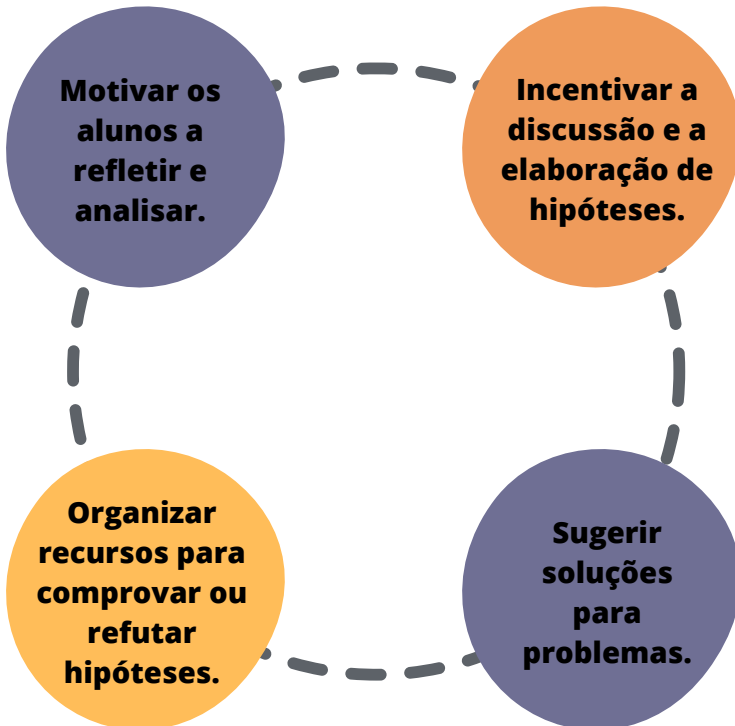 Motivar os
alunos a
refletir e
analisar.
Incentivar a
discussão e a
elaboração de
hipóteses.
Organizar
recursos para
comprovar ou
refutar
hipóteses.
Sugerir
soluções
para
problemas.